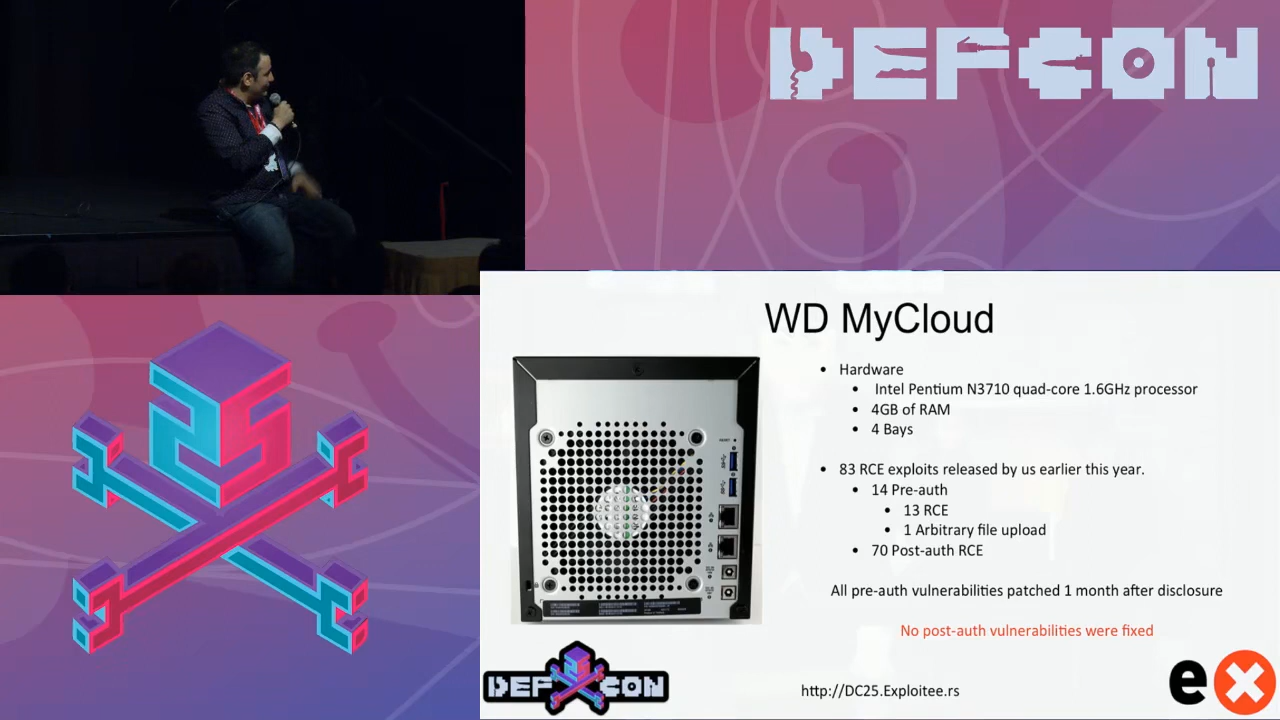 DEFCON
WD MyCloud
• Hardware
• Intel Pentium N3710 quad-core 1.6GHz processor
• 4GB of RAM
• 4 Bays
• 83 RCE exploits released by us earlier this year.
• 14 Pre-auth
• 13 RCE
• 1 Arbitrary file upload
• 70 Post-auth RCE
All pre-auth vulnerabilities patched 1 month after disclosure
No post-auth vulnerabilities were fixed
DEF CON
http://DC25.Exploitee.rs
e